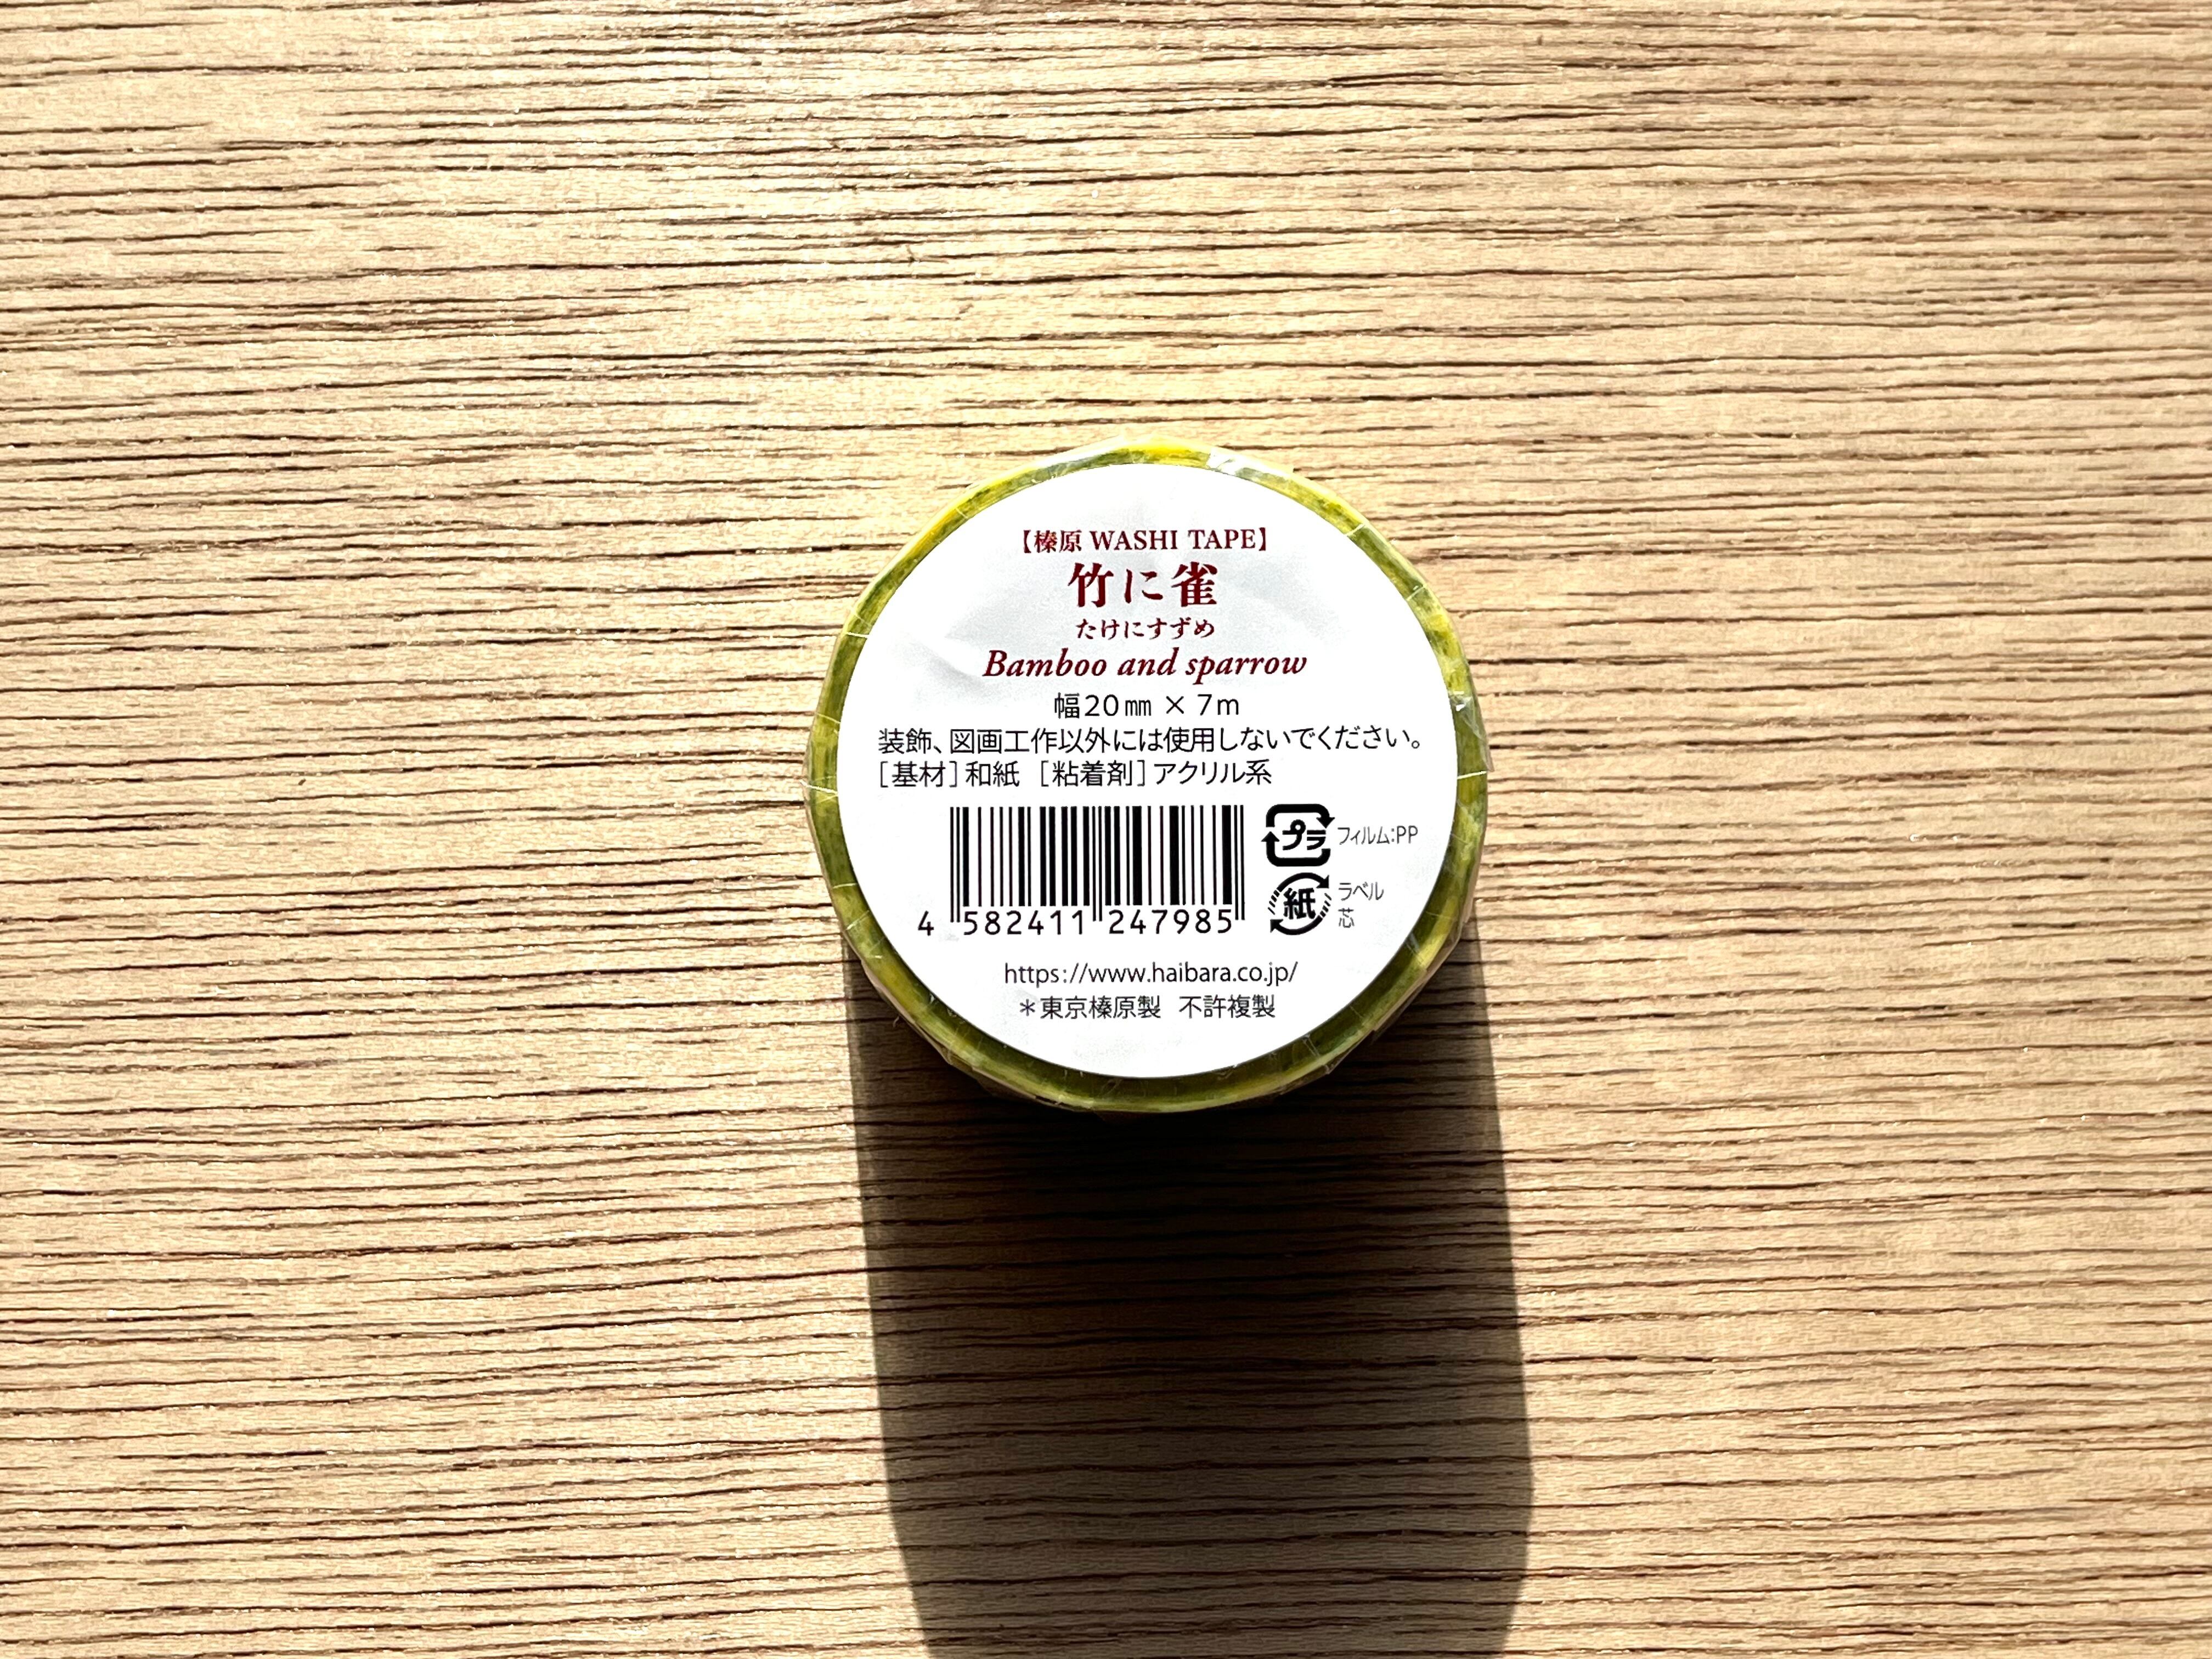 【榛原 WASHI TAPE】
竹に雀
たけにすずめ
Bamboo and sparrow
幅20㎜ × 7m
装飾、図画工作以外には使用しないでください。
［基材］和紙 ［粘着剤］アクリル系
プラ フィルム:PP
紙 ラベル
芯
4 582411 247985
https://www.haibara.co.jp/
＊東京榛原製 不許複製